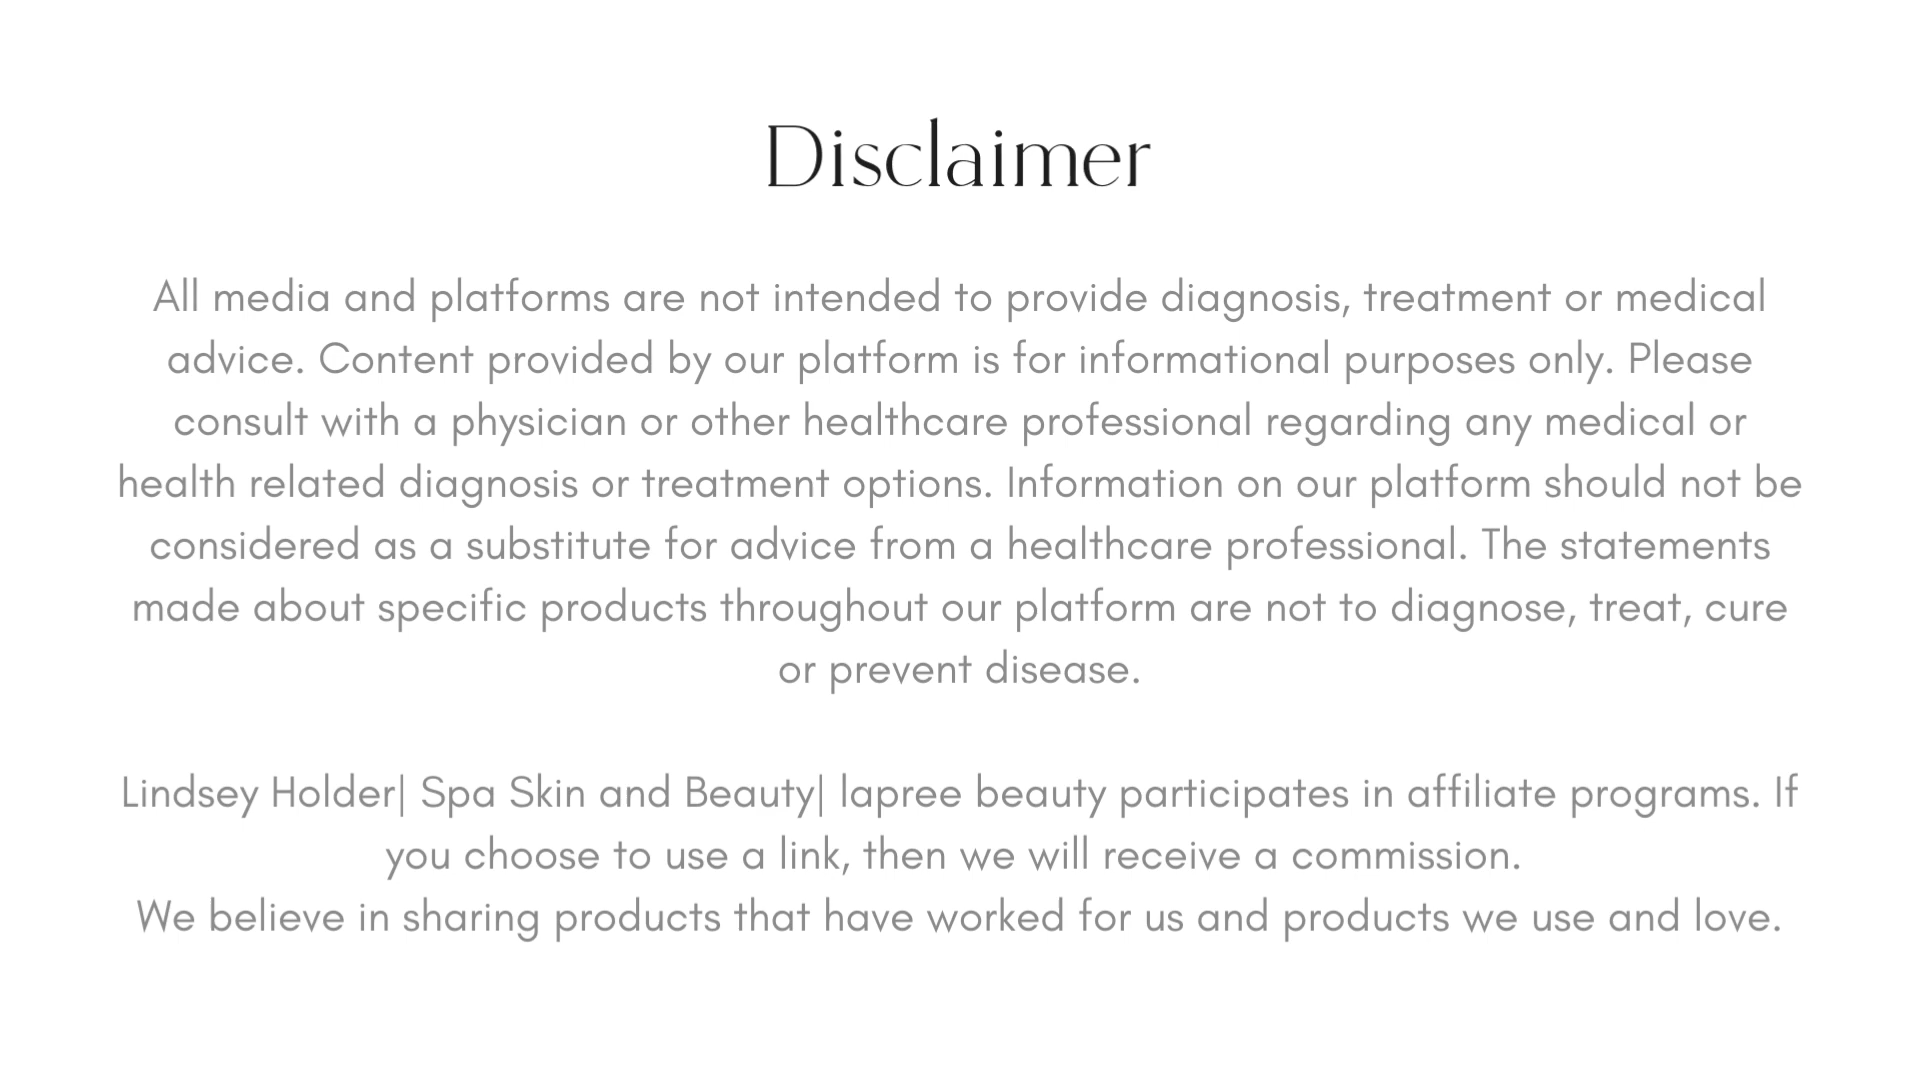 Disclaimer
All media and platforms are not intended to provide diagnosis, treatment or medical
advice. Content provided by our platform is for informational purposes only. Please
consult with a physician or other healthcare professional regarding any medical or
health related diagnosis or treatment options. Information on our platform should not be
considered as a substitute for advice from a healthcare professional. The statements
made about specific products throughout our platform are not to diagnose, treat, cure
or prevent disease.
Lindsey Holder| Spa Skin and Beauty| lapree beauty participates in affiliate programs. If
you choose to use a link, then we will receive a commission.
We believe in sharing products that have worked for us and products we use and love.